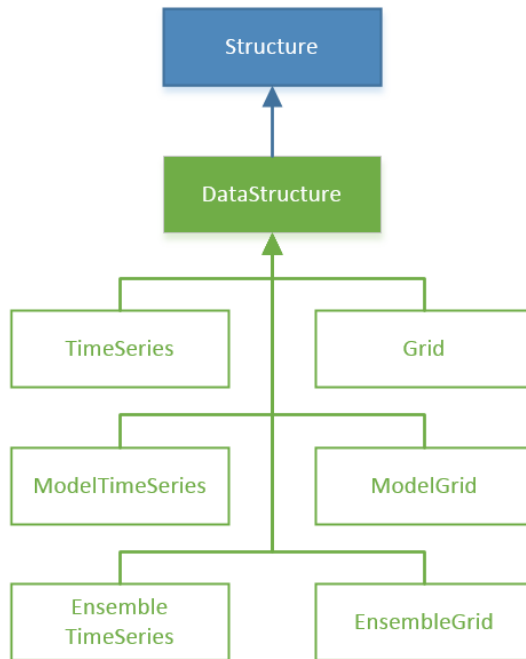 Structure
DataStructure
TimeSeries
Grid
ModelTimeSeries
ModelGrid
Ensemble
TimeSeries
EnsembleGrid